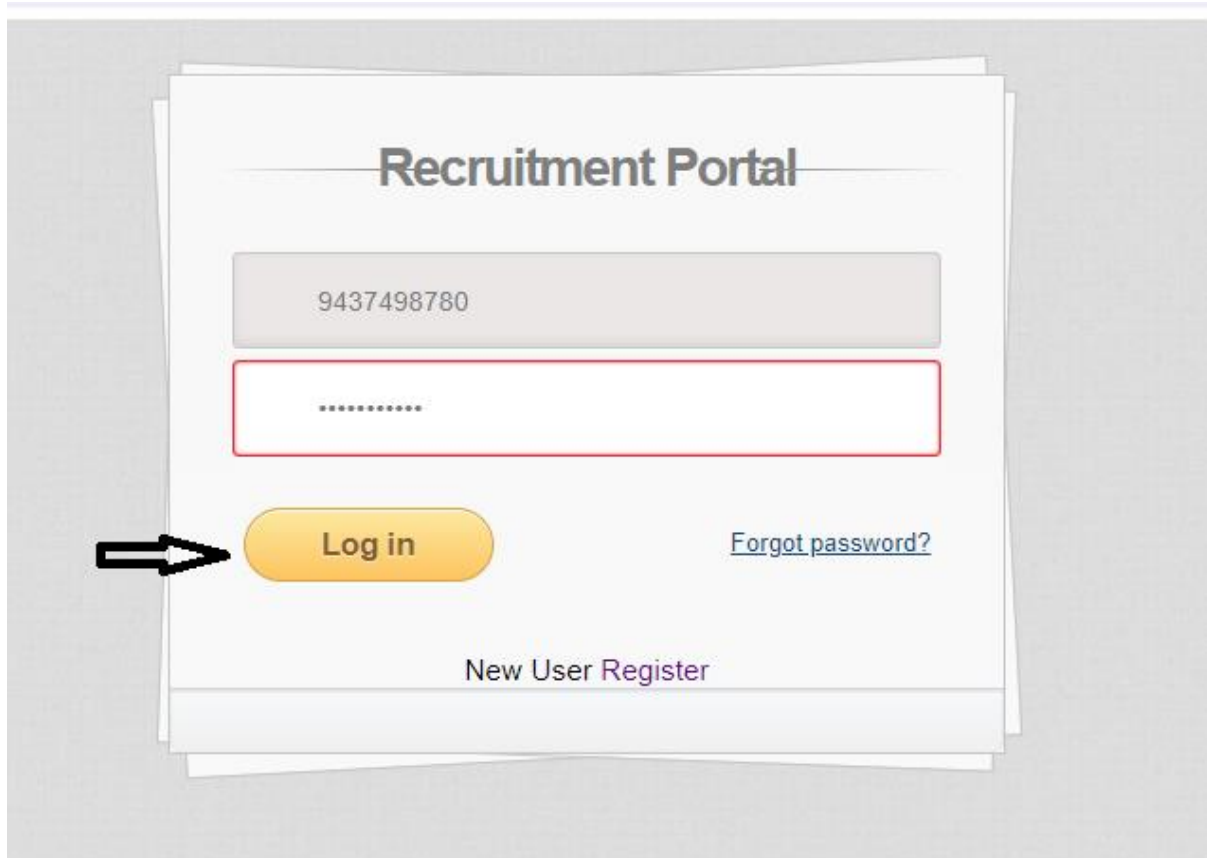 Recruitment Portal
9437498780
•••••••••••
Log in
Forgot password?
New User Register